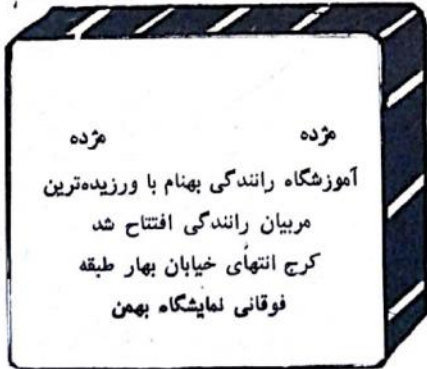 مژده مژده
آموزشگاه رانندگی بهنام با ورزیده‌ترین
مربیان رانندگی افتتاح شد
کرج انتهای خیابان بهار طبقه
فوقانی نمایشگاه بهمن